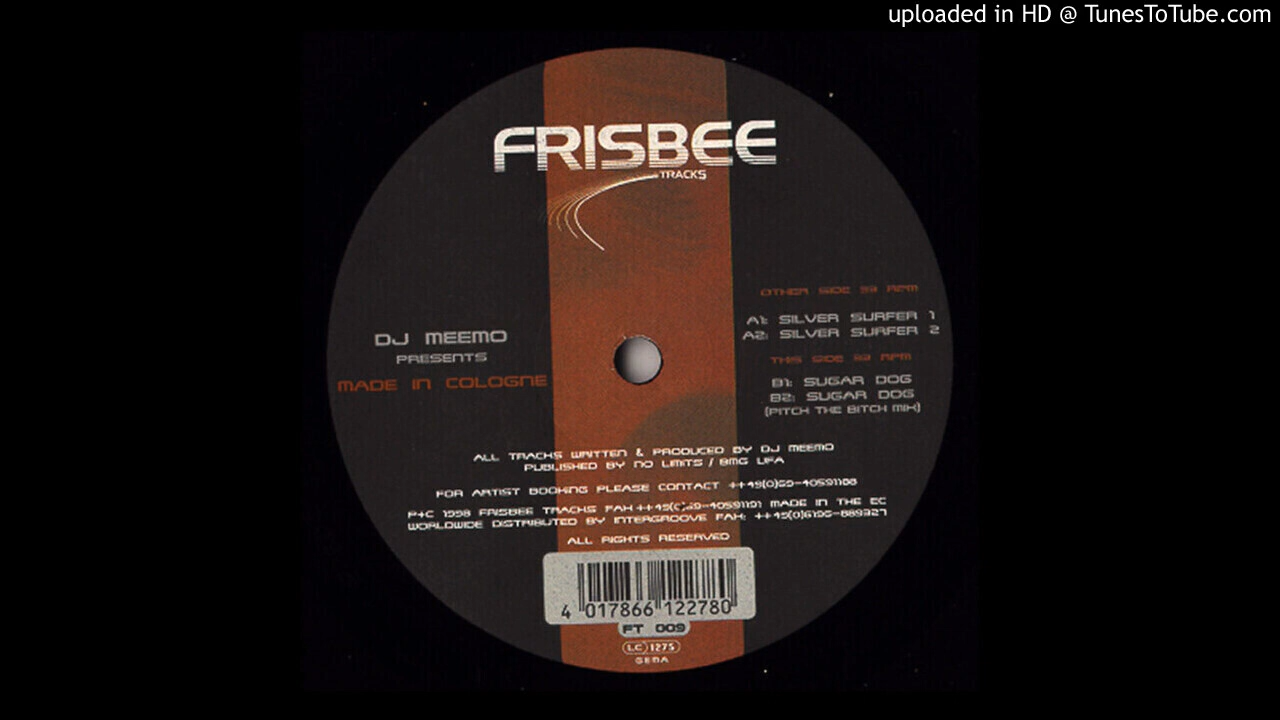 uploaded in HD @ TunesToTube.com
FRISBEE
TRACKS
OTHER SIDE 33 RPM
A1: SILVER SURFER 1
A2: SILVER SURFER 2
THIS SIDE 33 RPM
B1: SUGAR DOG
B2: SUGAR DOG
(PITCH THE BITCH MIX)
DJ MEEMO
PRESENTS
MADE IN COLOGNE
ALL TRACKS WRITTEN & PRODUCED BY DJ MEEMO
PUBLISHED BY NO LIMITS / BMG UFA
FOR ARTIST BOOKING PLEASE CONTACT ++49(0)69-40591188
P+C 1998 FRISBEE TRACKS FAX ++49(0)69-40591191 MADE IN THE EC
WORLDWIDE DISTRIBUTED BY INTERGROOVE FAX: ++49(0)6196-889327
ALL RIGHTS RESERVED
4 017866 122780
FT 009
LC 1275
GEMA